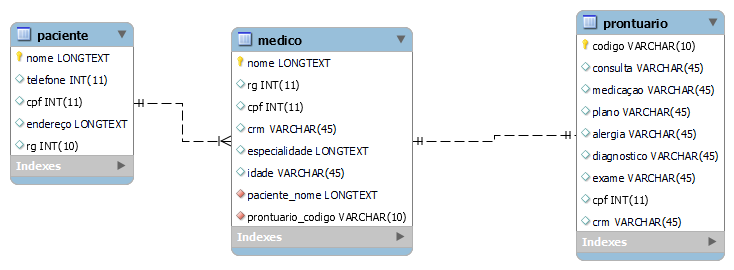 paciente
nome LONGTEXT
telefone INT(11)
cpf INT(11)
endereço LONGTEXT
rg INT(10)
Indexes
medico
nome LONGTEXT
rg INT(11)
cpf INT(11)
crm VARCHAR(45)
especialidade LONGTEXT
idade VARCHAR(45)
paciente_nome LONGTEXT
prontuario_codigo VARCHAR(10)
Indexes
prontuario
codigo VARCHAR(10)
consulta VARCHAR(45)
medicaçao VARCHAR(45)
plano VARCHAR(45)
alergia VARCHAR(45)
diagnostico VARCHAR(45)
exame VARCHAR(45)
cpf INT(11)
crm VARCHAR(45)
Indexes